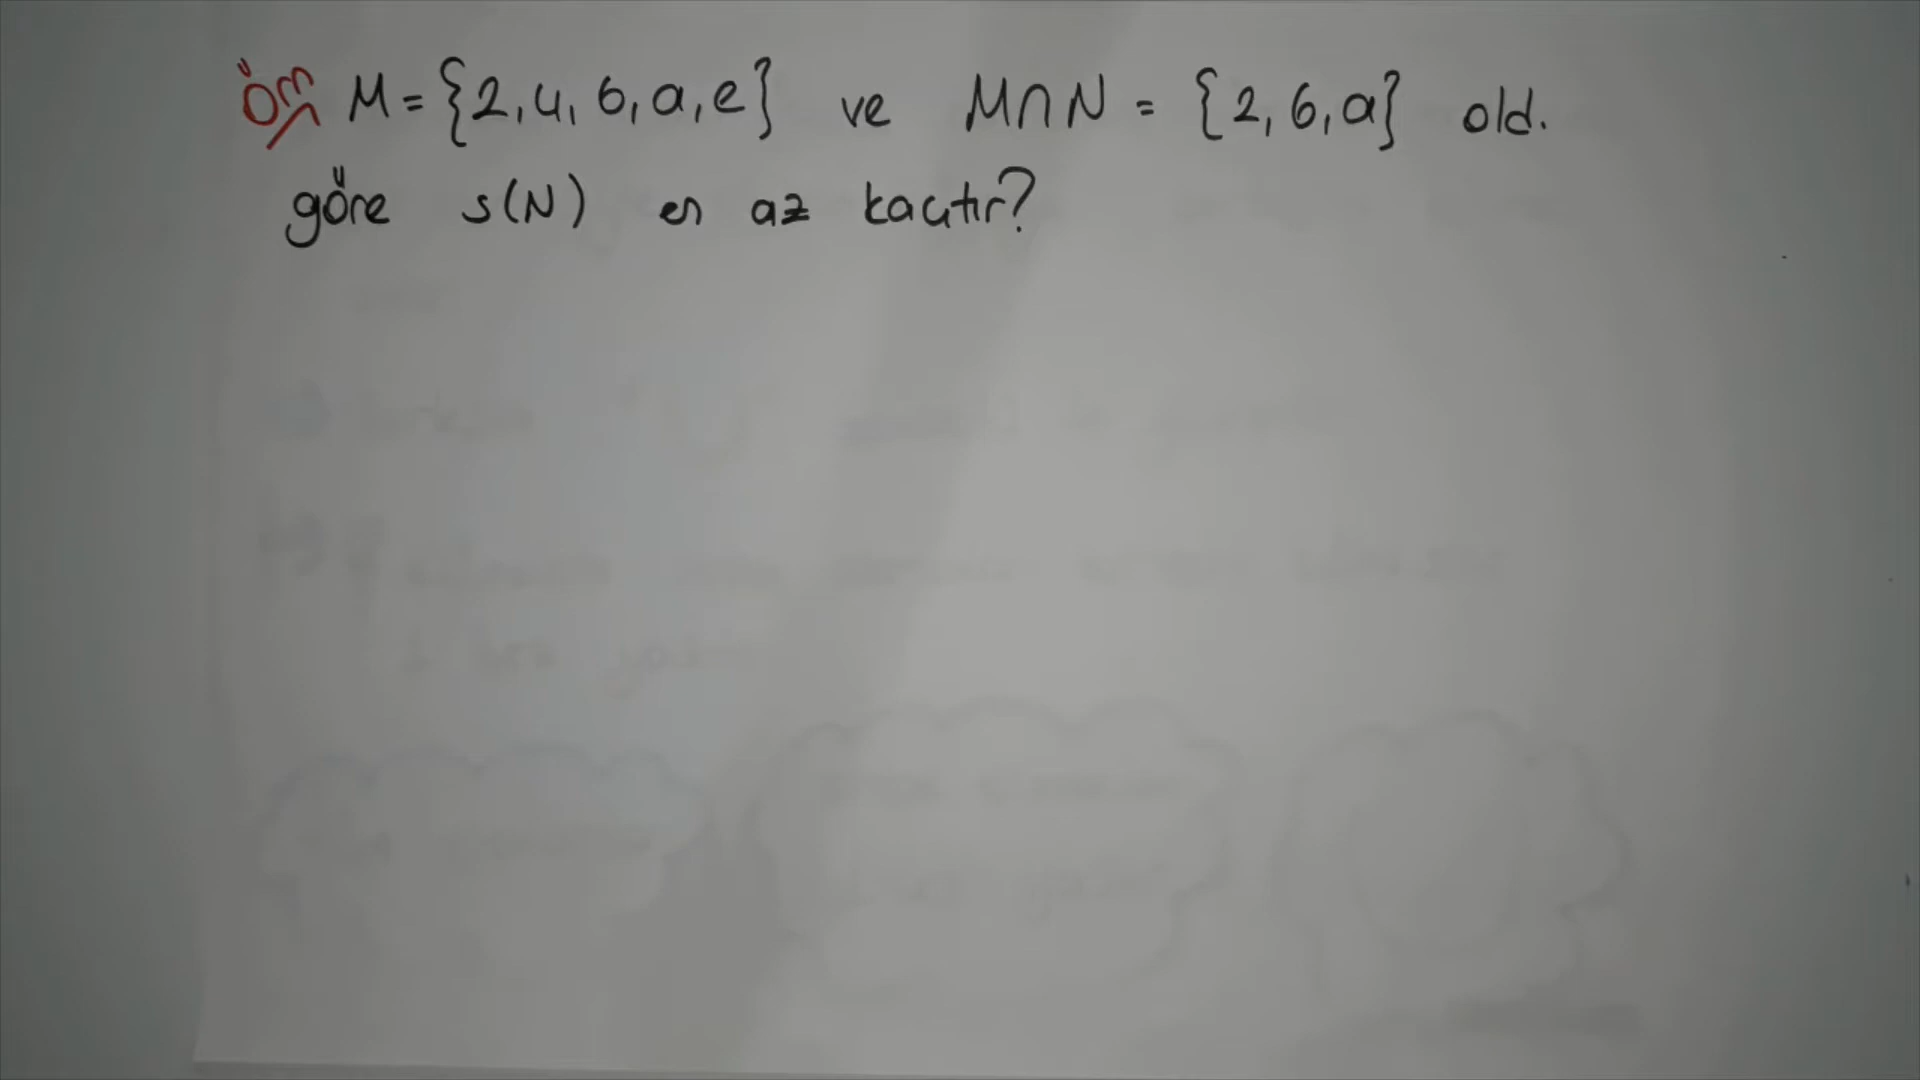 Örn M = {2, 4, 6, a, e} ve M∩N = {2, 6, a} old.
göre s(N) en az kaçtır?